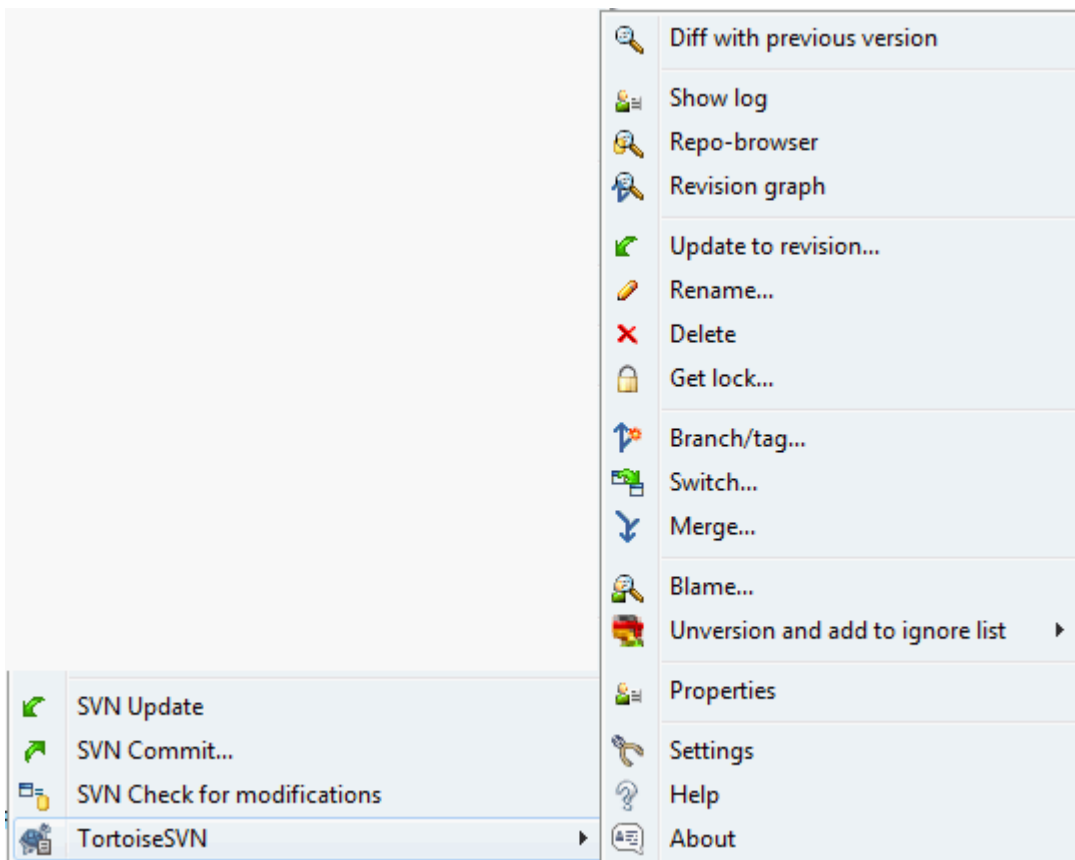 Diff with previous version
Show log
Repo-browser
Revision graph
Update to revision...
Rename...
Delete
Get lock...
Branch/tag...
Switch...
Merge...
Blame...
Unversion and add to ignore list
Properties
Settings
Help
About
SVN Update
SVN Commit...
SVN Check for modifications
TortoiseSVN